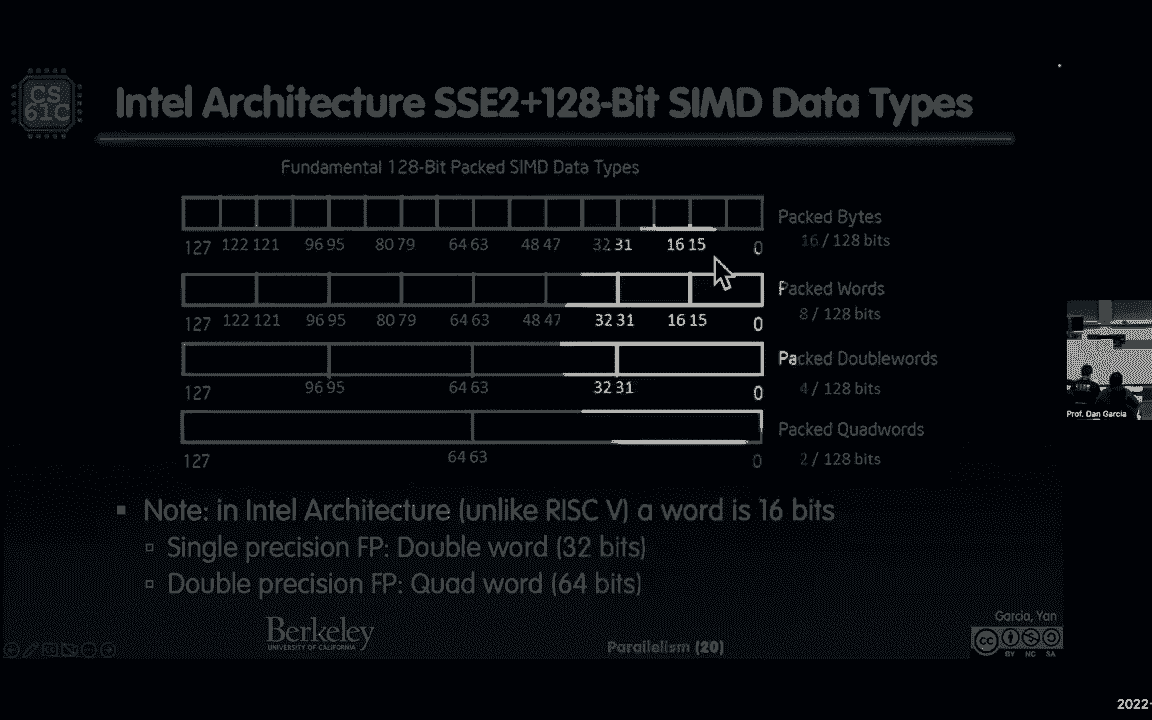 CS
61C
Intel Architecture SSE2+128-Bit SIMD Data Types
Fundamental 128-Bit Packed SIMD Data Types
Packed Bytes
127 122 121 96 95 80 79 64 63 48 47 32 31 16 15 0
16 / 128 bits
Packed Words
127 122 121 96 95 80 79 64 63 48 47 32 31 16 15 0
8 / 128 bits
Packed Doublewords
127 96 95 64 63 32 31 0
4 / 128 bits
Packed Quadwords
127 64 63 0
2 / 128 bits
Prof. Dan Garcia
Note: in Intel Architecture (unlike RISC V) a word is 16 bits
Single precision FP: Double word (32 bits)
Double precision FP: Quad word (64 bits)
Berkeley
UNIVERSITY OF CALIFORNIA
Parallelism (20)
Garcia, Yan
CC
BY NC SA
2022-